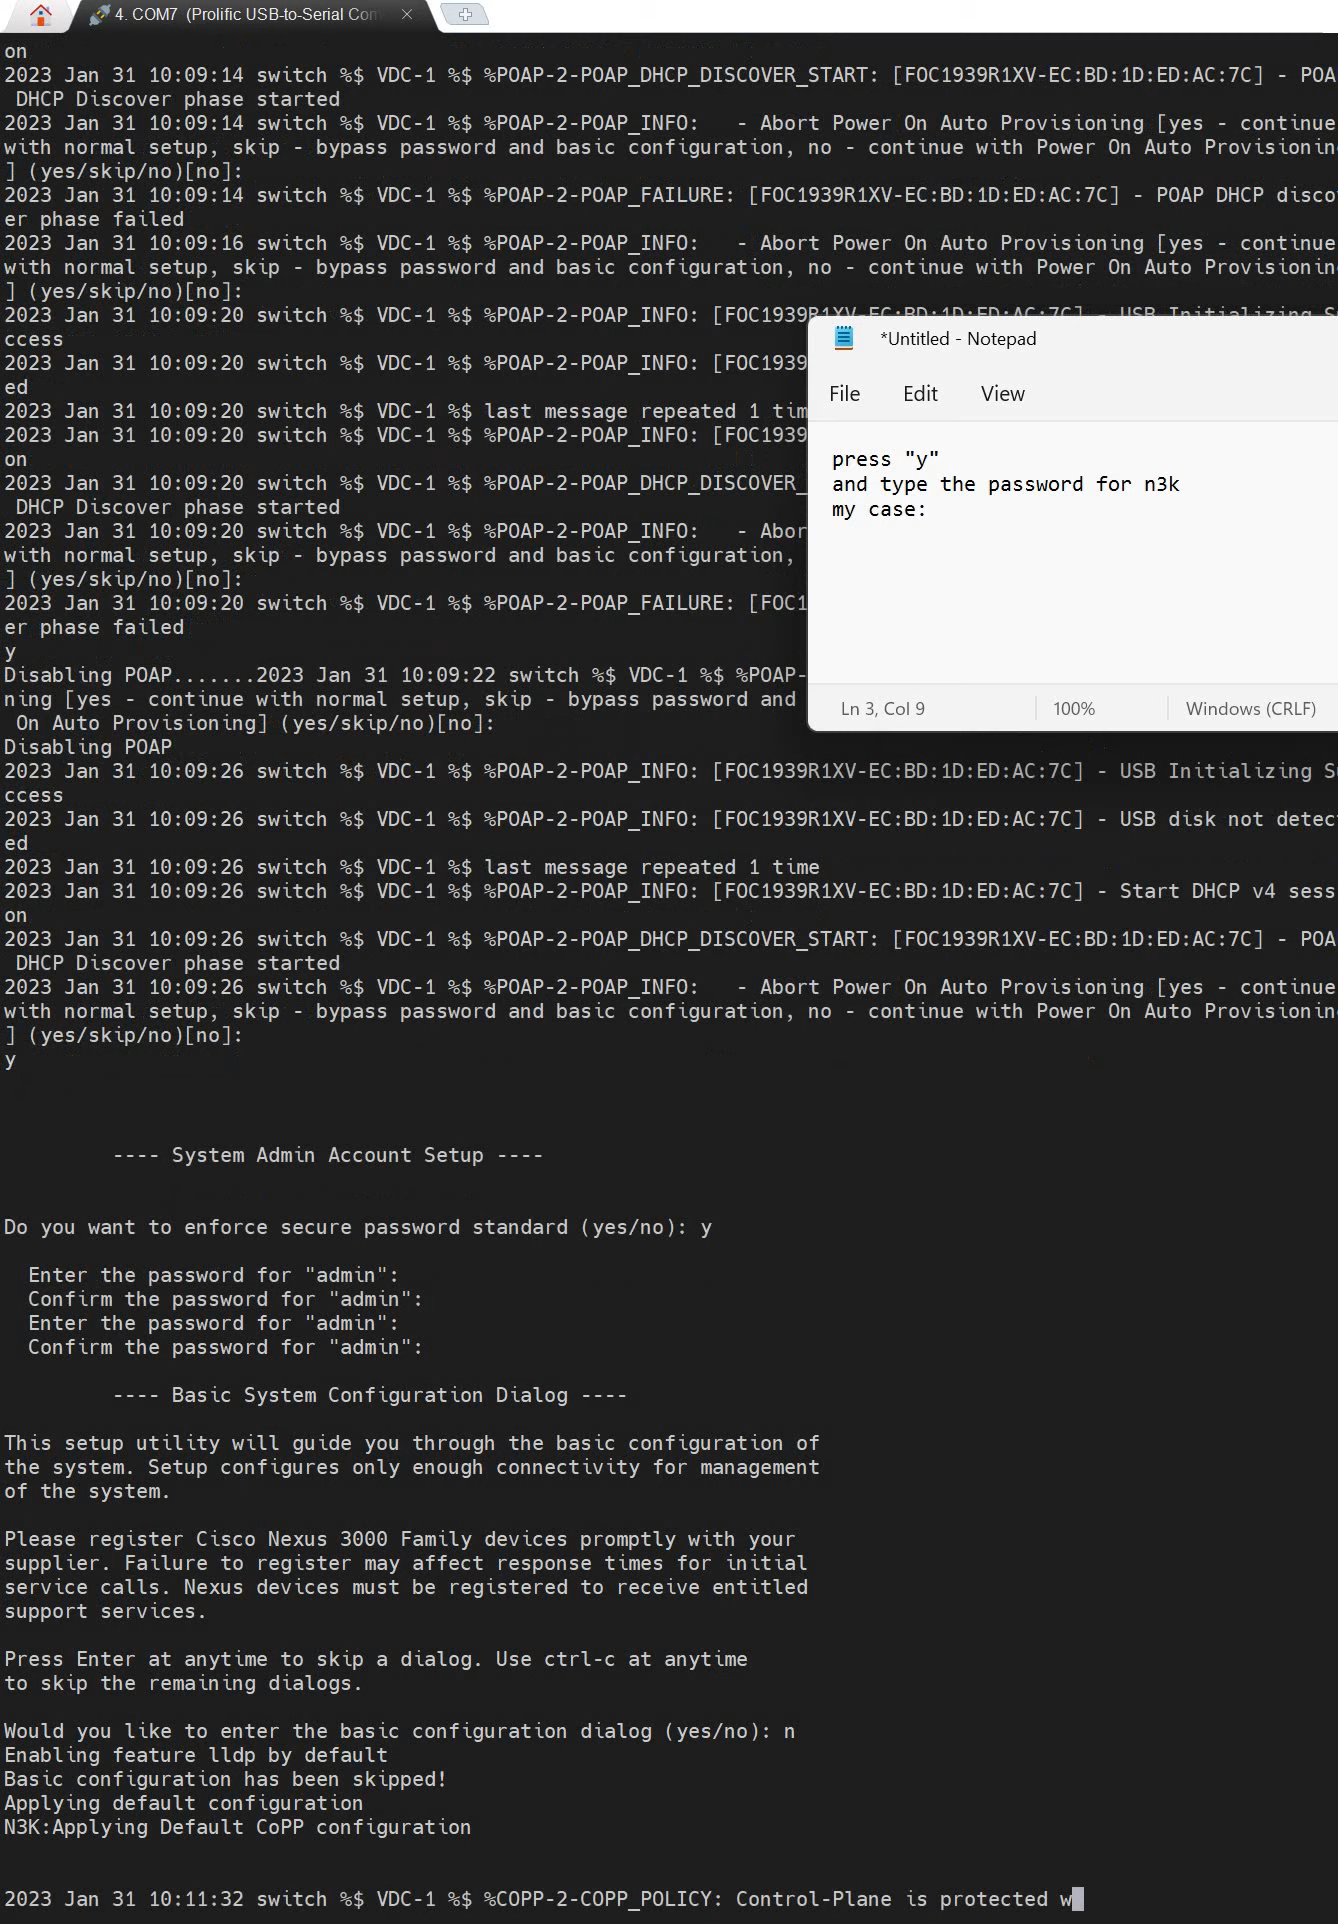 4. COM7 (Prolific USB-to-Serial Com
on
2023 Jan 31 10:09:14 switch %$ VDC-1 %$ %POAP-2-POAP_DHCP_DISCOVER_START: [FOC1939R1XV-EC:BD:1D:ED:AC:7C] - POA
DHCP Discover phase started
2023 Jan 31 10:09:14 switch %$ VDC-1 %$ %POAP-2-POAP_INFO:   - Abort Power On Auto Provisioning [yes - continue
with normal setup, skip - bypass password and basic configuration, no - continue with Power On Auto Provisionin
] (yes/skip/no)[no]:
2023 Jan 31 10:09:14 switch %$ VDC-1 %$ %POAP-2-POAP_FAILURE: [FOC1939R1XV-EC:BD:1D:ED:AC:7C] - POAP DHCP disco
er phase failed
2023 Jan 31 10:09:16 switch %$ VDC-1 %$ %POAP-2-POAP_INFO:   - Abort Power On Auto Provisioning [yes - continue
with normal setup, skip - bypass password and basic configuration, no - continue with Power On Auto Provisionin
] (yes/skip/no)[no]:
2023 Jan 31 10:09:20 switch %$ VDC-1 %$ %POAP-2-POAP_INFO: [FOC1939R1XV-EC:BD:1D:ED:AC:7C] - USB Initializing S
ccess
2023 Jan 31 10:09:20 switch %$ VDC-1 %$ %POAP-2-POAP_INFO: [FOC1939
ed
2023 Jan 31 10:09:20 switch %$ VDC-1 %$ last message repeated 1 tim
2023 Jan 31 10:09:20 switch %$ VDC-1 %$ %POAP-2-POAP_INFO: [FOC1939
on
2023 Jan 31 10:09:20 switch %$ VDC-1 %$ %POAP-2-POAP_DHCP_DISCOVER_
DHCP Discover phase started
2023 Jan 31 10:09:20 switch %$ VDC-1 %$ %POAP-2-POAP_INFO:   - Abor
with normal setup, skip - bypass password and basic configuration,
] (yes/skip/no)[no]:
2023 Jan 31 10:09:20 switch %$ VDC-1 %$ %POAP-2-POAP_FAILURE: [FOC1
er phase failed
y
Disabling POAP.......2023 Jan 31 10:09:22 switch %$ VDC-1 %$ %POAP-
ning [yes - continue with normal setup, skip - bypass password and
On Auto Provisioning] (yes/skip/no)[no]:
Disabling POAP
2023 Jan 31 10:09:26 switch %$ VDC-1 %$ %POAP-2-POAP_INFO: [FOC1939R1XV-EC:BD:1D:ED:AC:7C] - USB Initializing S
ccess
2023 Jan 31 10:09:26 switch %$ VDC-1 %$ %POAP-2-POAP_INFO: [FOC1939R1XV-EC:BD:1D:ED:AC:7C] - USB disk not detec
ed
2023 Jan 31 10:09:26 switch %$ VDC-1 %$ last message repeated 1 time
2023 Jan 31 10:09:26 switch %$ VDC-1 %$ %POAP-2-POAP_INFO: [FOC1939R1XV-EC:BD:1D:ED:AC:7C] - Start DHCP v4 sess
on
2023 Jan 31 10:09:26 switch %$ VDC-1 %$ %POAP-2-POAP_DHCP_DISCOVER_START: [FOC1939R1XV-EC:BD:1D:ED:AC:7C] - POA
DHCP Discover phase started
2023 Jan 31 10:09:26 switch %$ VDC-1 %$ %POAP-2-POAP_INFO:   - Abort Power On Auto Provisioning [yes - continue
with normal setup, skip - bypass password and basic configuration, no - continue with Power On Auto Provisionin
] (yes/skip/no)[no]:
y
---- System Admin Account Setup ----
Do you want to enforce secure password standard (yes/no): y
Enter the password for "admin":
Confirm the password for "admin":
Enter the password for "admin":
Confirm the password for "admin":
---- Basic System Configuration Dialog ----
This setup utility will guide you through the basic configuration of
the system. Setup configures only enough connectivity for management
of the system.
Please register Cisco Nexus 3000 Family devices promptly with your
supplier. Failure to register may affect response times for initial
service calls. Nexus devices must be registered to receive entitled
support services.
Press Enter at anytime to skip a dialog. Use ctrl-c at anytime
to skip the remaining dialogs.
Would you like to enter the basic configuration dialog (yes/no): n
Enabling feature lldp by default
Basic configuration has been skipped!
Applying default configuration
N3K:Applying Default CoPP configuration
2023 Jan 31 10:11:32 switch %$ VDC-1 %$ %COPP-2-COPP_POLICY: Control-Plane is protected w
*Untitled - Notepad
File Edit View
press "y"
and type the password for n3k
my case:
Ln 3, Col 9 100% Windows (CRLF)